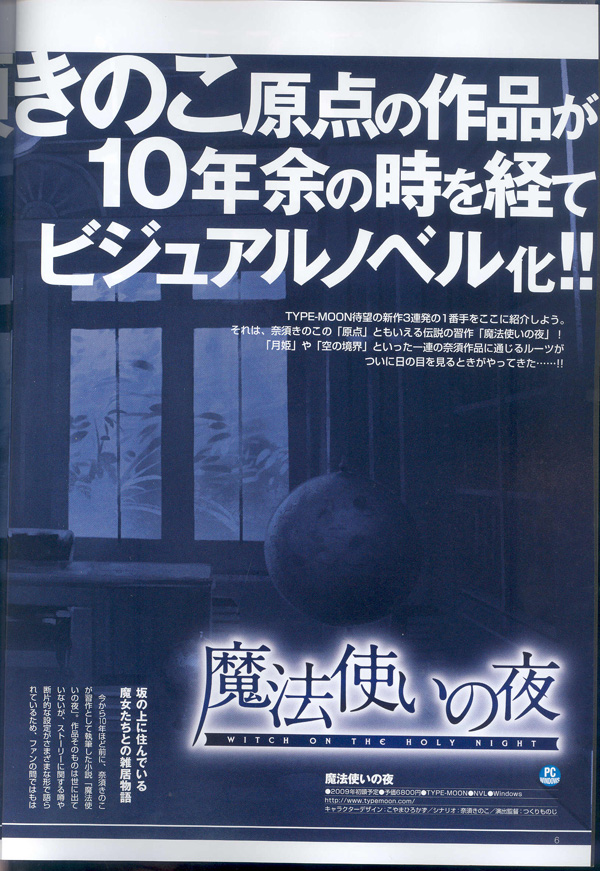 須きのこ原点の作品が
10年余の時を経て
ビジュアルノベル化!!
TYPE-MOON待望の新作3連発の1番手をここに紹介しよう。
それは、奈須きのこの「原点」ともいえる伝説の習作「魔法使いの夜」！
「月姫」や「空の境界」といった一連の奈須作品に通じるルーツが
ついに日の目を見るときがやってきた……!!
魔法使いの夜
WITCH ON THE HOLY NIGHT
PC
WINDOWS
魔法使いの夜
●2009年初頭予定●予価6800円●TYPE-MOON●NVL●Windows
http://www.typemoon.com/
キャラクターデザイン：こやまひろかず／シナリオ：奈須きのこ／演出監督：つくりものじ
坂の上に住んでいる
魔女たちとの雑居物語
今から10年ほど前に、奈須きのこ
が習作として執筆した小説「魔法使
いの夜」。作品そのものは世に出て
いないが、ストーリーに関する噂や
断片的な設定がさまざまな形で語ら
れているため、ファンの間ではもは
6